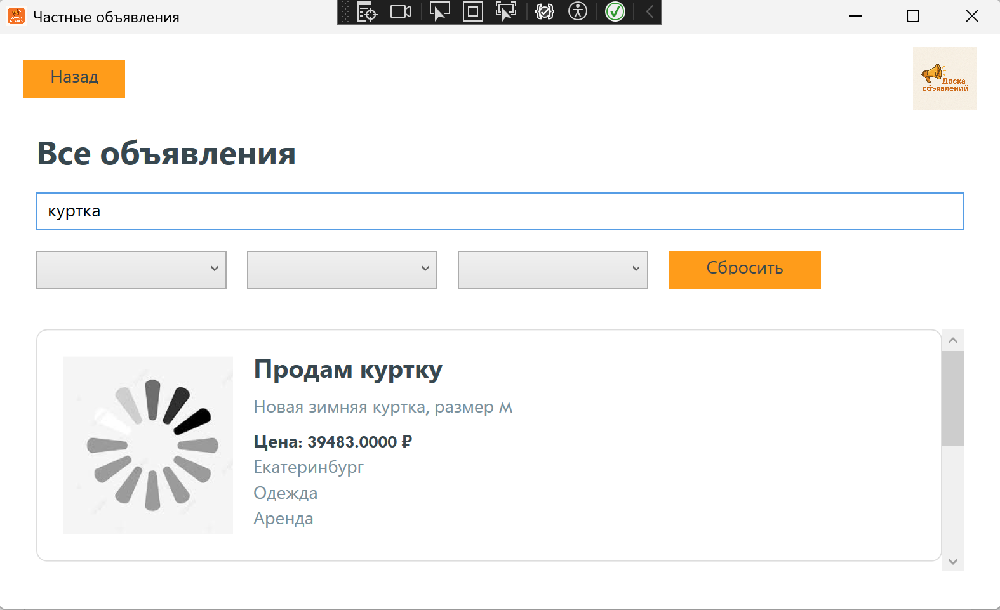 Частные объявления
Назад
Доска
объявлений
Все объявления
куртка
Сбросить
Продам куртку
Новая зимняя куртка, размер м
Цена: 39483.0000 ₽
Екатеринбург
Одежда
Аренда